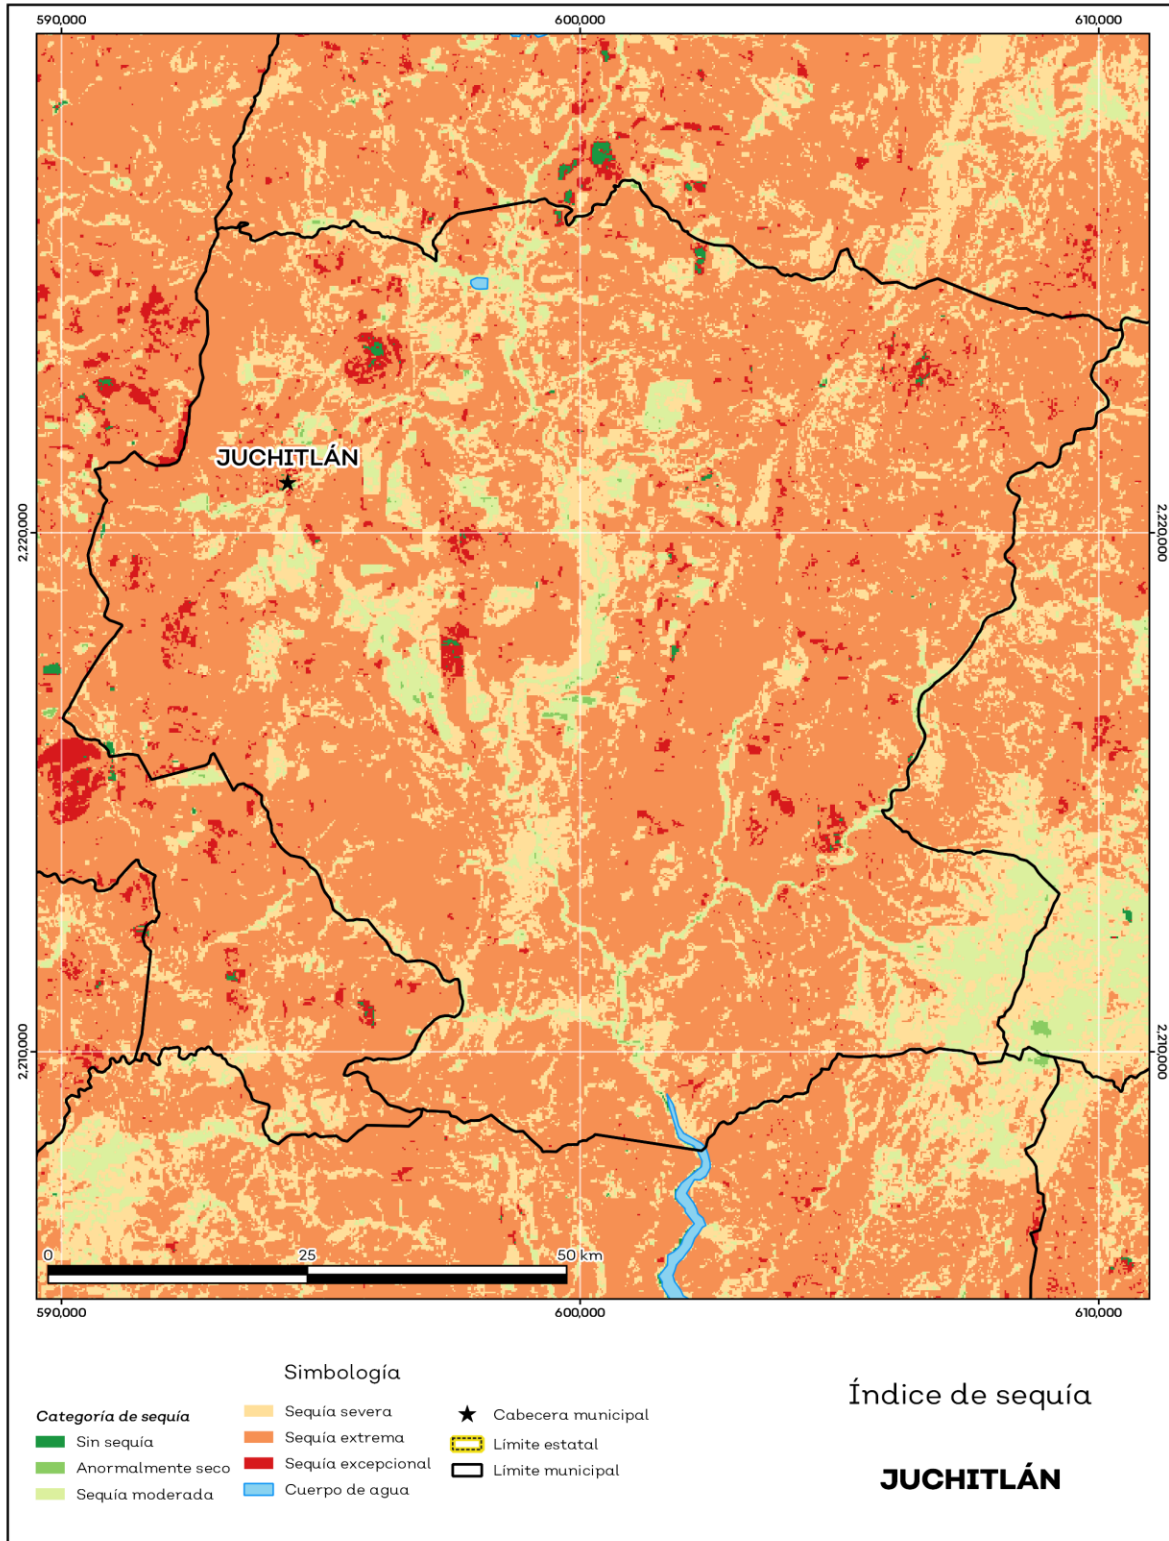 590,000 600,000 610,000
JUCHITLÁN
2,220,000 2,220,000
2,210,000 2,210,000
0 25 50 km
590,000 600,000 610,000
Simbología
Categoría de sequía
Sin sequía
Anormalmente seco
Sequía moderada
Sequía severa
Sequía extrema
Sequía excepcional
Cuerpo de agua
Cabecera municipal
Límite estatal
Límite municipal
Índice de sequía
JUCHITLÁN